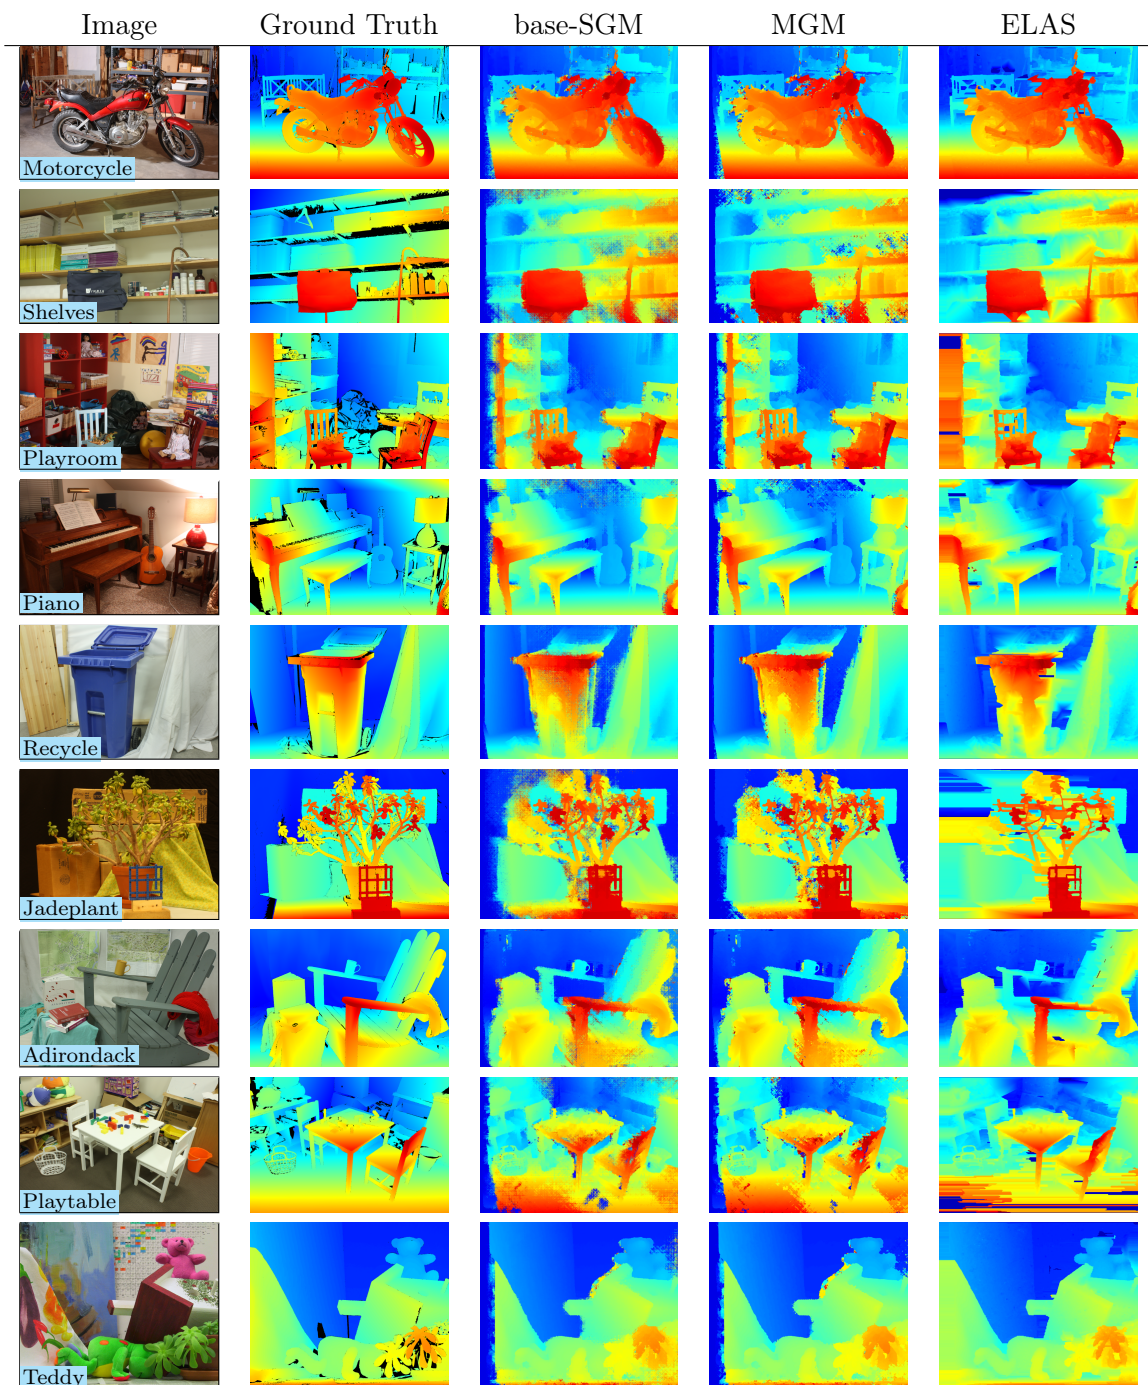 Image Ground Truth base-SGM MGM ELAS
Motorcycle
Shelves
Playroom
Piano
Recycle
Jadeplant
Adirondack
Playtable
Teddy